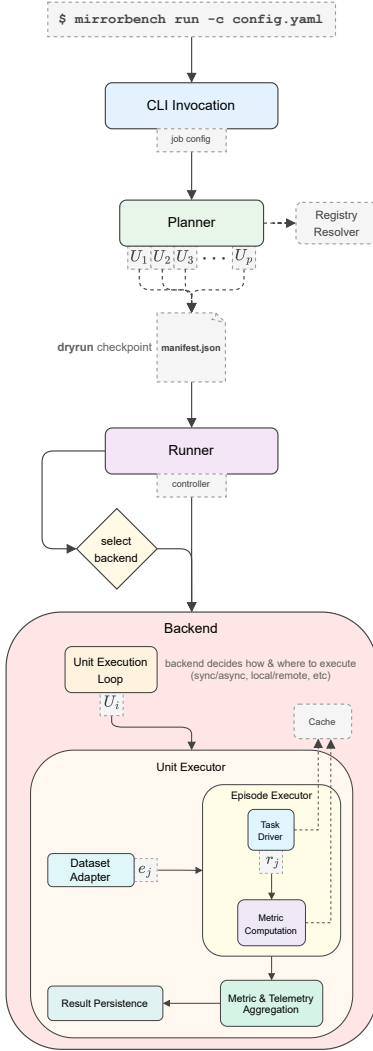 $ mirrorbench run -c config.yaml
CLI Invocation
job config
Planner
Registry
Resolver
U1 U2 U3 ··· Up
dryrun checkpoint
manifest.json
Runner
controller
select
backend
Backend
Unit Execution
Loop
backend decides how & where to execute
(sync/async, local/remote, etc)
Ui
Cache
Unit Executor
Episode Executor
Task
Driver
rj
Dataset
Adapter
ej
Metric
Computation
Metric & Telemetry
Aggregation
Result Persistence